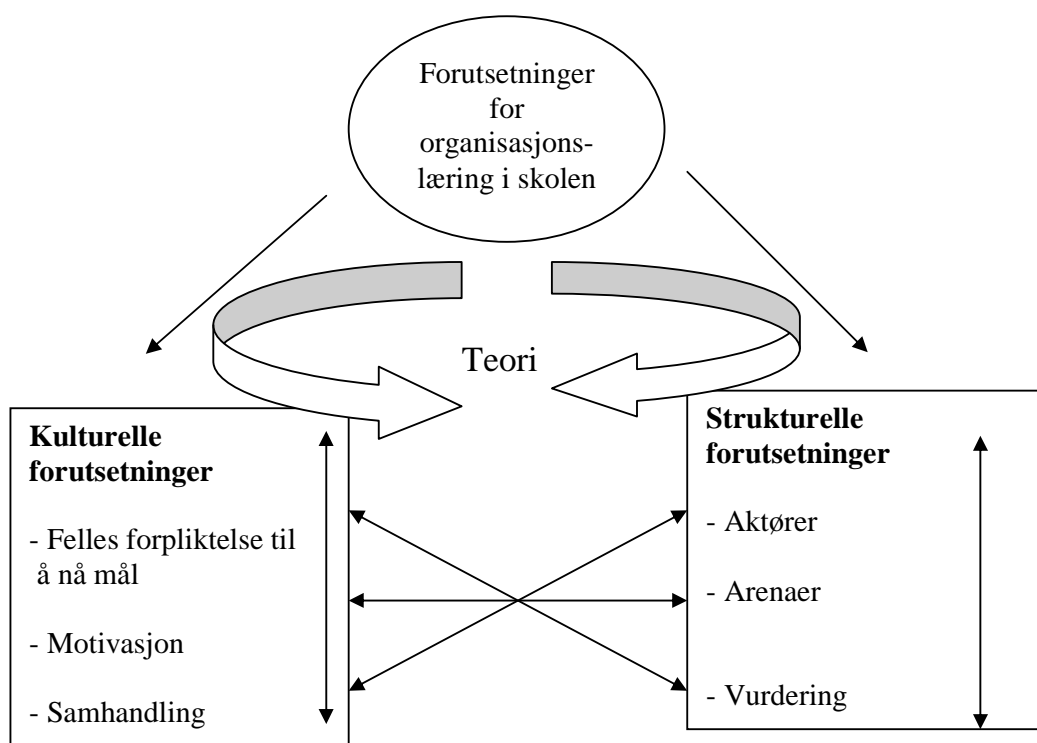 Forutsetninger
for
organisasjons-
læring i skolen
Teori
Kulturelle
forutsetninger
- Felles forpliktelse til
å nå mål
- Motivasjon
- Samhandling
Strukturelle
forutsetninger
- Aktører
- Arenaer
- Vurdering